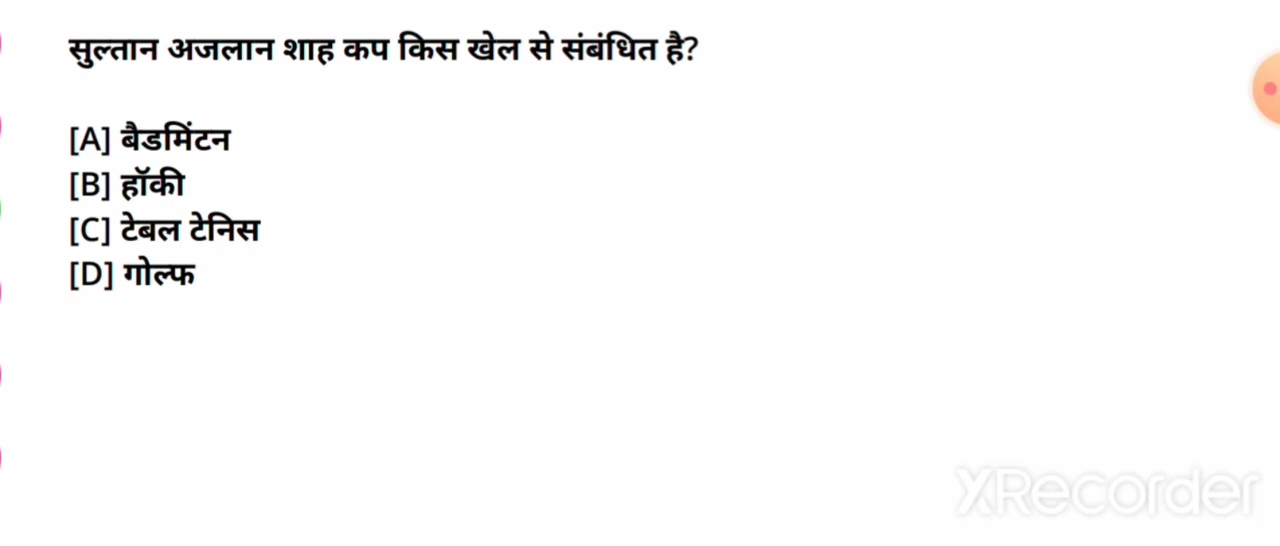 सुल्तान अजलान शाह कप किस खेल से संबंधित है?
[A] बैडमिंटन
[B] हॉकी
[C] टेबल टेनिस
[D] गोल्फ
XRecorder